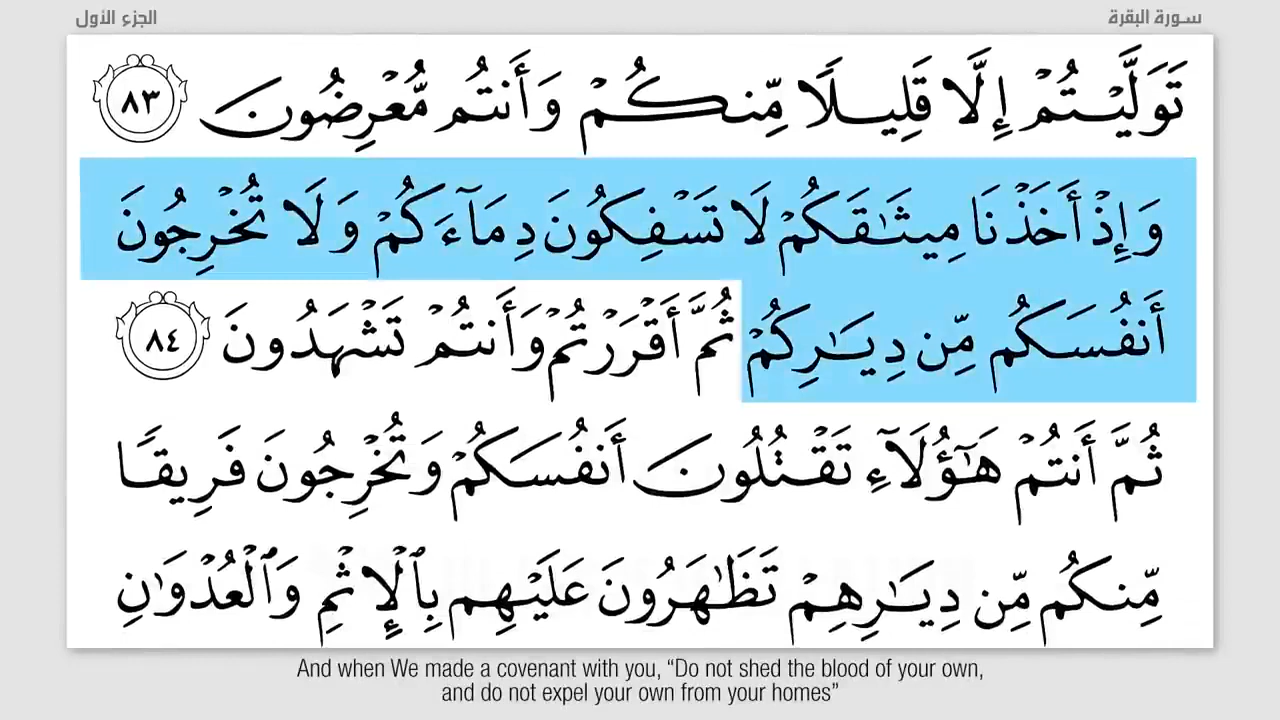 سورة البقرة
الجزء الأول
تَوَلَّيْتُمْ إِلَّا قَلِيلًا مِّنكُمْ وَأَنتُم مُّعْرِضُونَ ٨٣
وَإِذْ أَخَذْنَا مِيثَـٰقَكُمْ لَا تَسْفِكُونَ دِمَآءَكُمْ وَلَا تُخْرِجُونَ
أَنفُسَكُم مِّن دِيَـٰرِكُمْ ثُمَّ أَقْرَرْتُمْ وَأَنتُمْ تَشْهَدُونَ ٨٤
ثُمَّ أَنتُمْ هَـٰٓؤُلَآءِ تَقْتُلُونَ أَنفُسَكُمْ وَتُخْرِجُونَ فَرِيقًا
مِّنكُم مِّن دِيَـٰرِهِمْ تَظَـٰهَرُونَ عَلَيْهِم بِٱلْإِثْمِ وَٱلْعُدْوَٰنِ
And when We made a covenant with you, “Do not shed the blood of your own,
and do not expel your own from your homes”